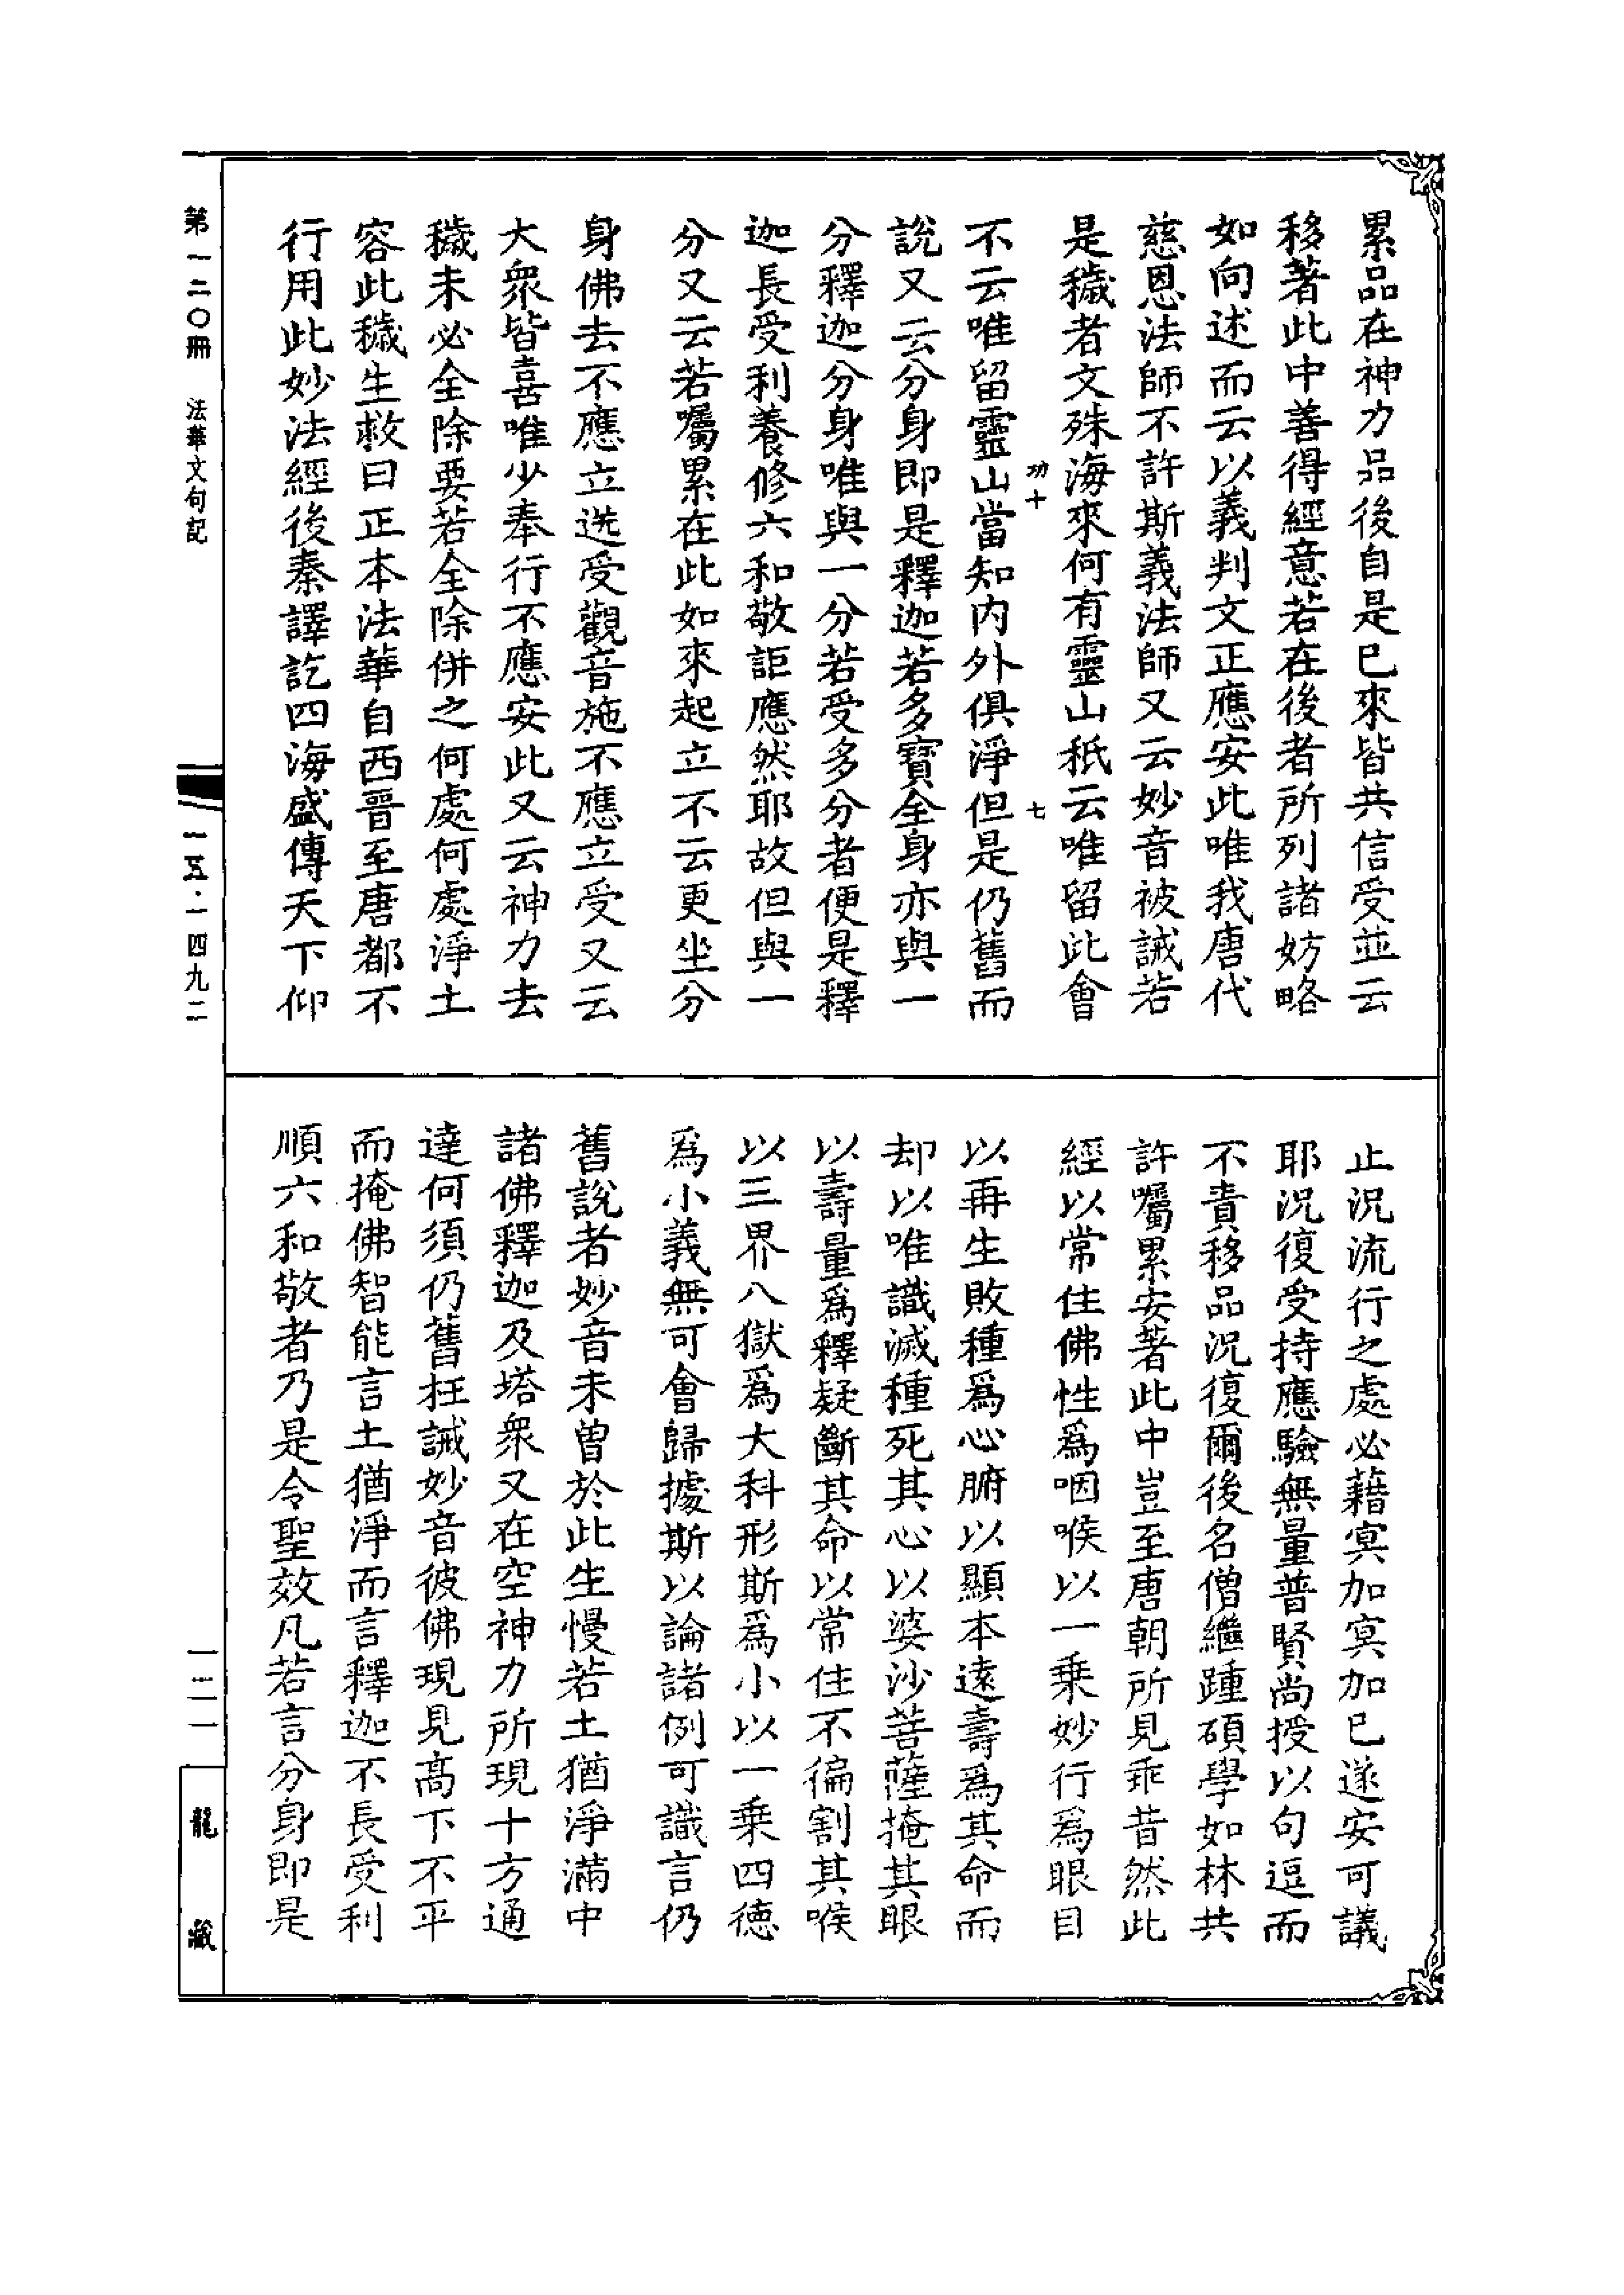 累品在神力品後自是已來皆共信受並云
移著此中善得經意若在後者所列諸妨略
如向述而云以義判文正應安此唯我唐代
慈恩法師不許斯義法師又云妙音被誡若
是穢者文殊海來何有靈山秖云唯留此會
功十 七
不云唯留靈山當知内外俱淨但是仍舊而
說又云分身即是釋迦若多寶全身亦與一
分釋迦分身唯與一分若受多分者便是釋
迦長受利養修六和敬詎應然耶故但與一
分又云若囑累在此如來起立不云更坐分
身佛去不應立迭受觀音施不應立受又云
大衆皆喜唯少奉行不應安此又云神力去
穢未必全除要若全除併之何處何處淨土
容此穢生救曰正本法華自西晉至唐都不
行用此妙法經後秦譯訖四海盛傳天下仰
止況流行之處必藉冥加冥加已遂安可議
耶況復受持應驗無量普賢尚授以句逗而
不責移品況復爾後名僧繼踵碩學如林共
許囑累安著此中豈至唐朝所見乖昔然此
經以常住佛性爲咽喉以一乗妙行爲眼目
以再生敗種爲心腑以顯本遠壽爲其命而
却以唯識滅種死其心以婆沙菩薩掩其眼
以壽量爲釋疑斷其命以常住不徧割其喉
以三界八獄爲大科形斯爲小以一乗四德
爲小義無可會歸據斯以論諸例可識言仍
舊說者妙音未曾於此生慢若土猶淨滿中
諸佛釋迦及塔衆又在空神力所現十方通
達何須仍舊抂誡妙音彼佛現見高下不平
而掩佛智能言土猶淨而言釋迦不長受利
順六和敬者乃是令聖效凡若言分身即是
第一二〇冊 法華文句記
一五·一四九二
一二一
龍藏